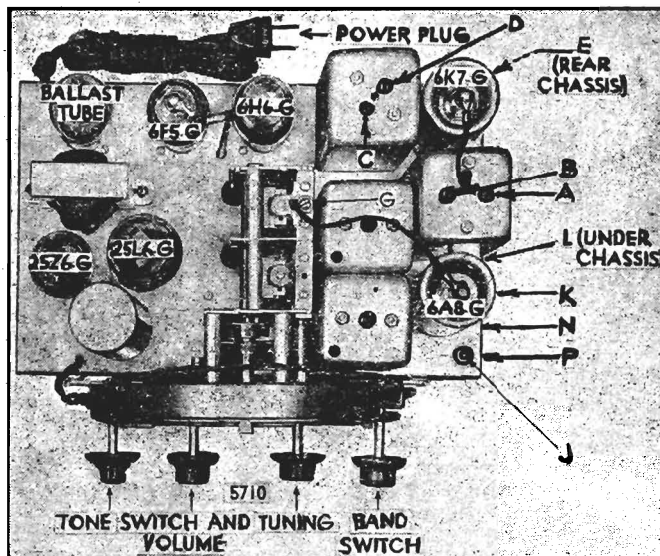 POWER PLUG
D
E
(REAR
CHASSIS)
BALLAST
TUBE
6F5-G
6H6-G
6K7-G
C
B
A
G
L (UNDER
CHASSIS)
25Z6-G
25L6-G
6A8-G
K
N
P
J
5710
TONE SWITCH AND TUNING BAND
VOLUME SWITCH